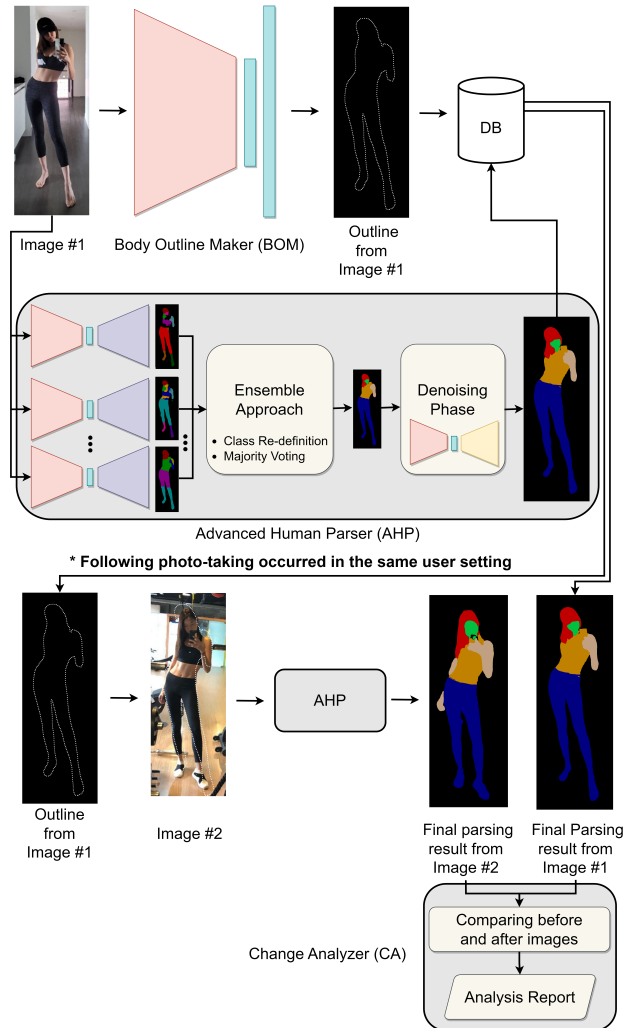 DB
Image #1
Body Outline Maker (BOM)
Outline
from
Image #1
Ensemble
Approach
• Class Re-definition
• Majority Voting
Denoising
Phase
Advanced Human Parser (AHP)
* Following photo-taking occurred in the same user setting
AHP
Outline
from
Image #1
Image #2
Final parsing
result from
Image #2
Final Parsing
result from
Image #1
Change Analyzer (CA)
Comparing before
and after images
Analysis Report